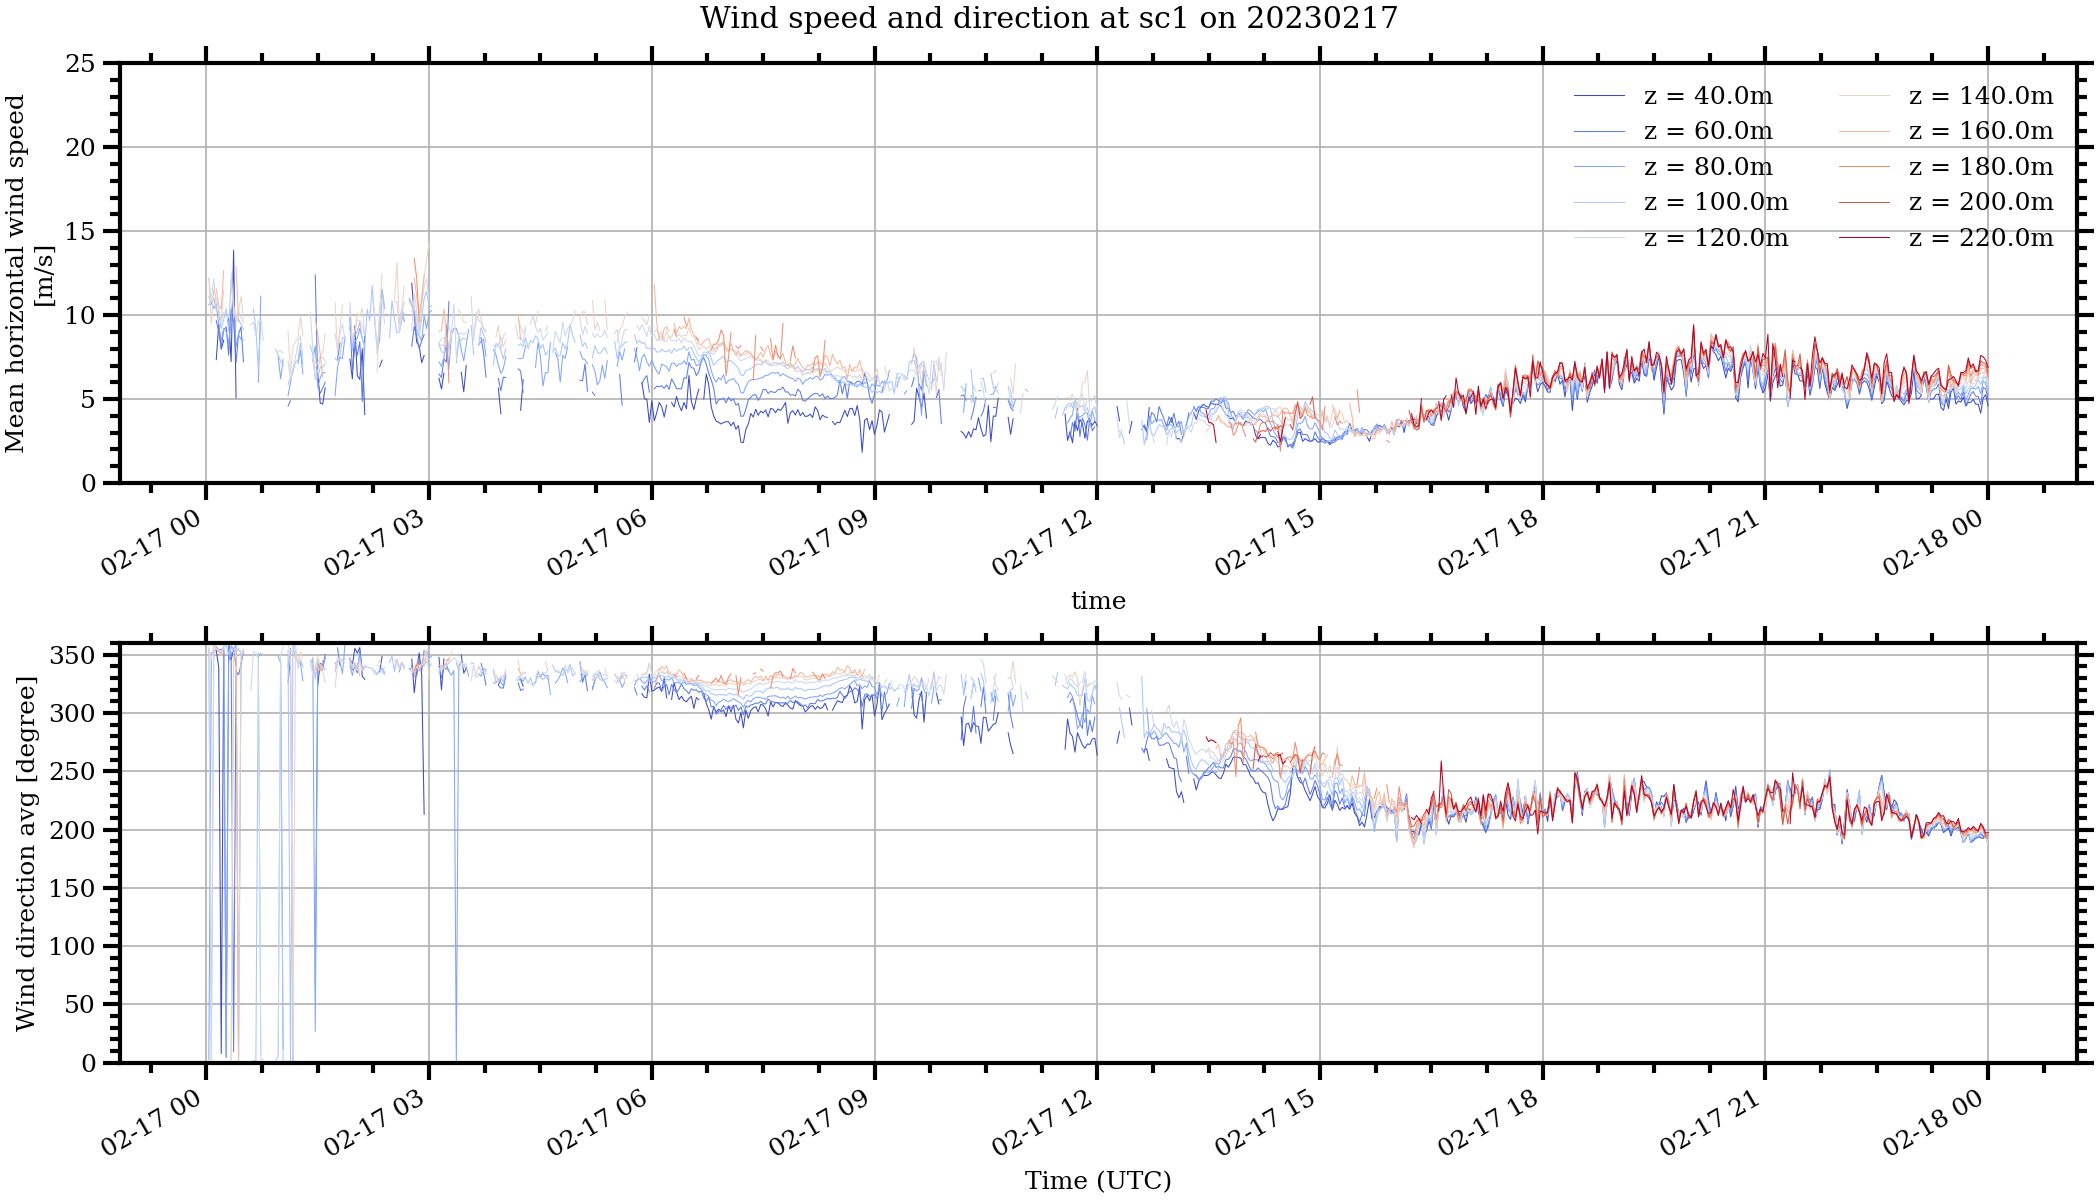 Wind speed and direction at sc1 on 20230217
Mean horizontal wind speed
[m/s]
25
20
15
10
5
0
z = 40.0m
z = 60.0m
z = 80.0m
z = 100.0m
z = 120.0m
z = 140.0m
z = 160.0m
z = 180.0m
z = 200.0m
z = 220.0m
02-17 00
02-17 03
02-17 06
02-17 09
02-17 12
02-17 15
02-17 18
02-17 21
02-18 00
time
Wind direction avg [degree]
350
300
250
200
150
100
50
0
02-17 00
02-17 03
02-17 06
02-17 09
02-17 12
02-17 15
02-17 18
02-17 21
02-18 00
Time (UTC)